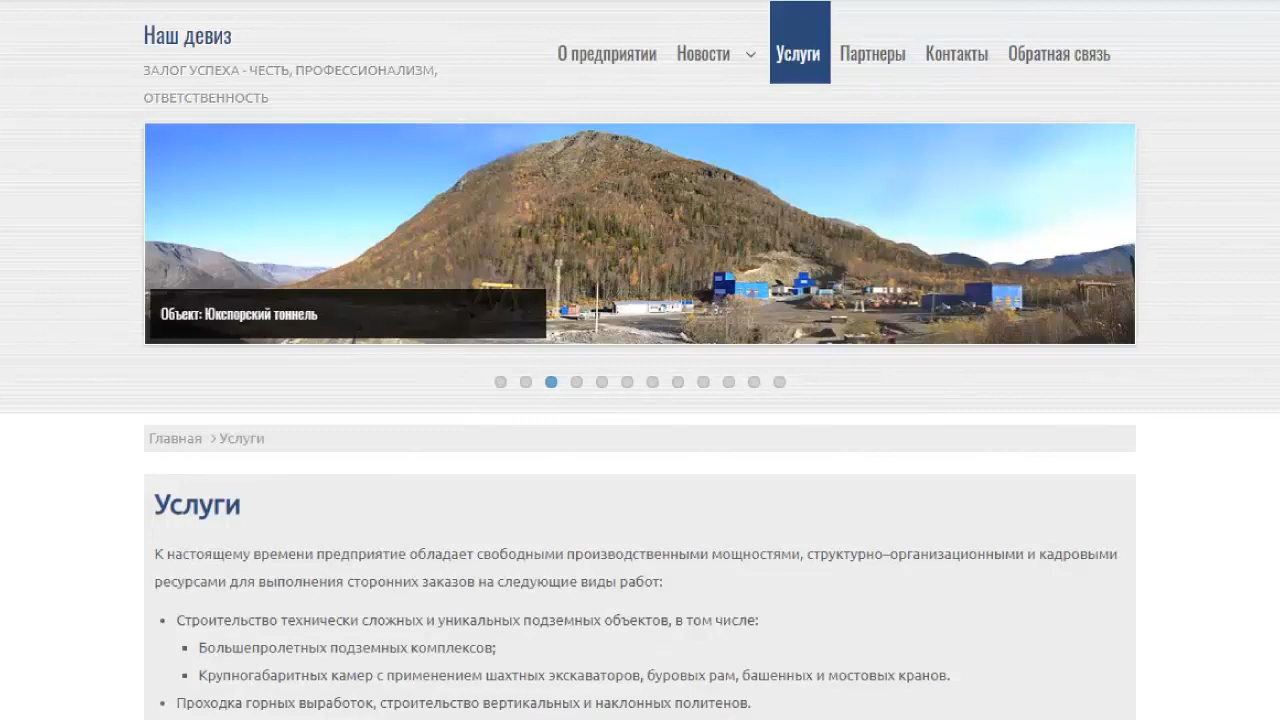 Наш девиз
ЗАЛОГ УСПЕХА - ЧЕСТЬ, ПРОФЕССИОНАЛИЗМ,
ОТВЕТСТВЕННОСТЬ
О предприятии Новости Услуги Партнеры Контакты Обратная связь
Объект: Юкспорский тоннель
Главная > Услуги
Услуги
К настоящему времени предприятие обладает свободными производственными мощностями, структурно–организационными и кадровыми
ресурсами для выполнения сторонних заказов на следующие виды работ:
• Строительство технически сложных и уникальных подземных объектов, в том числе:
▪ Большепролетных подземных комплексов;
▪ Крупногабаритных камер с применением шахтных экскаваторов, буровых рам, башенных и мостовых кранов.
• Проходка горных выработок, строительство вертикальных и наклонных политенов.